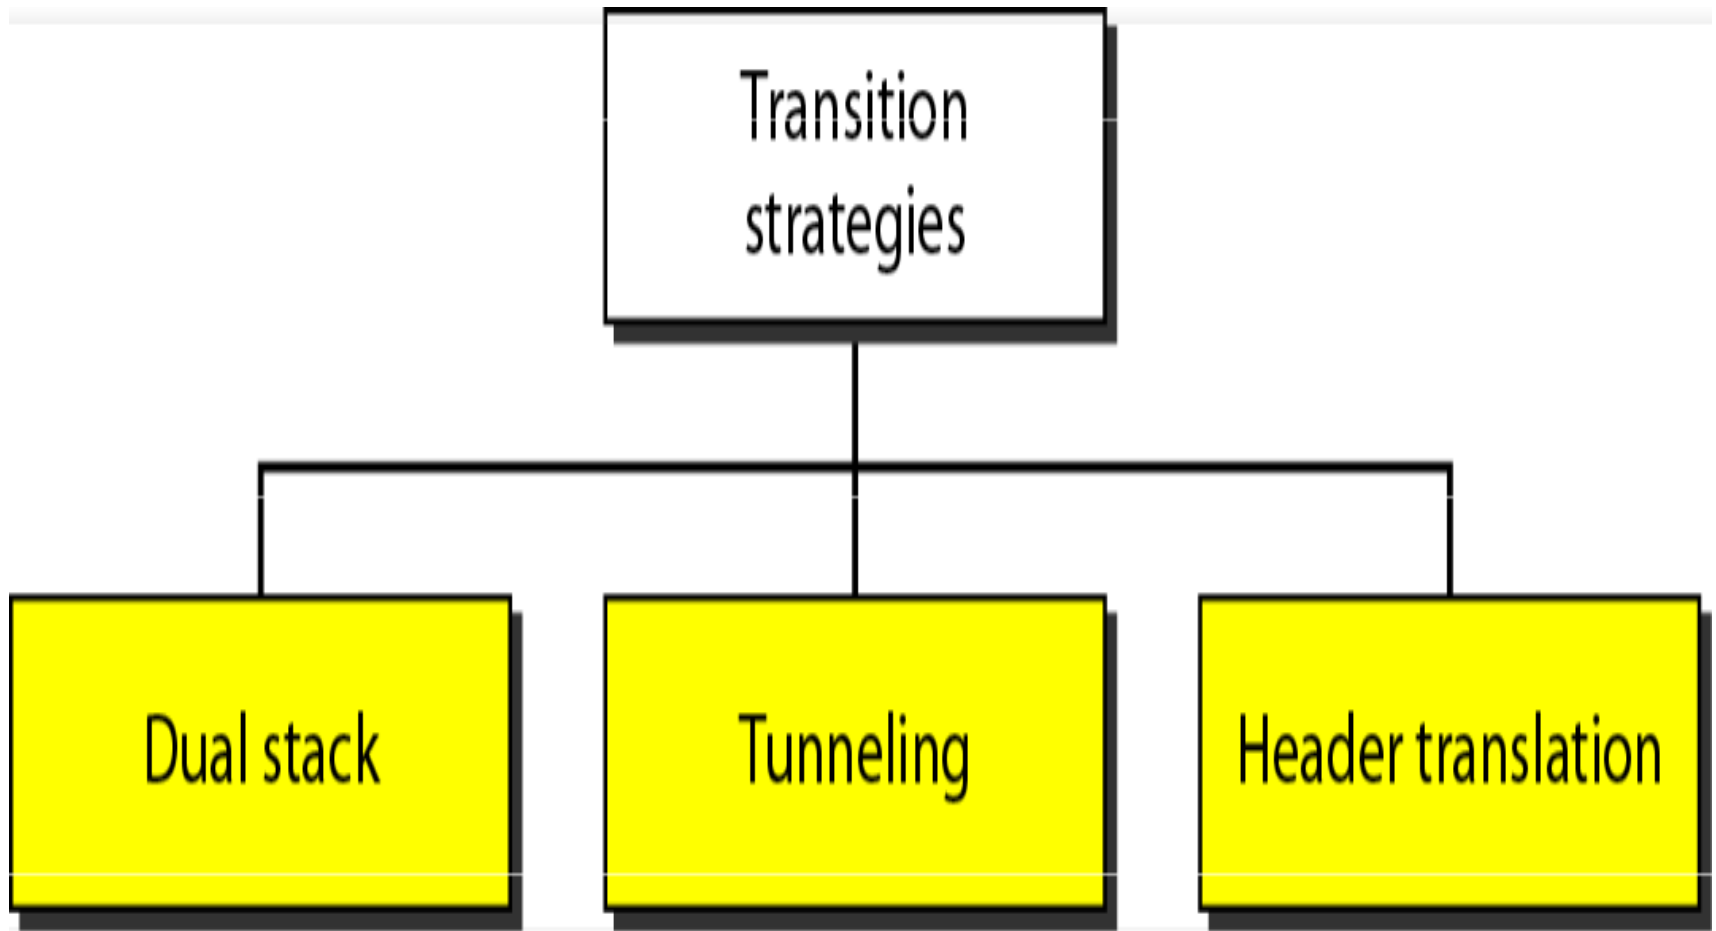 Transition
strategies
Dual stack
Tunneling
Header translation